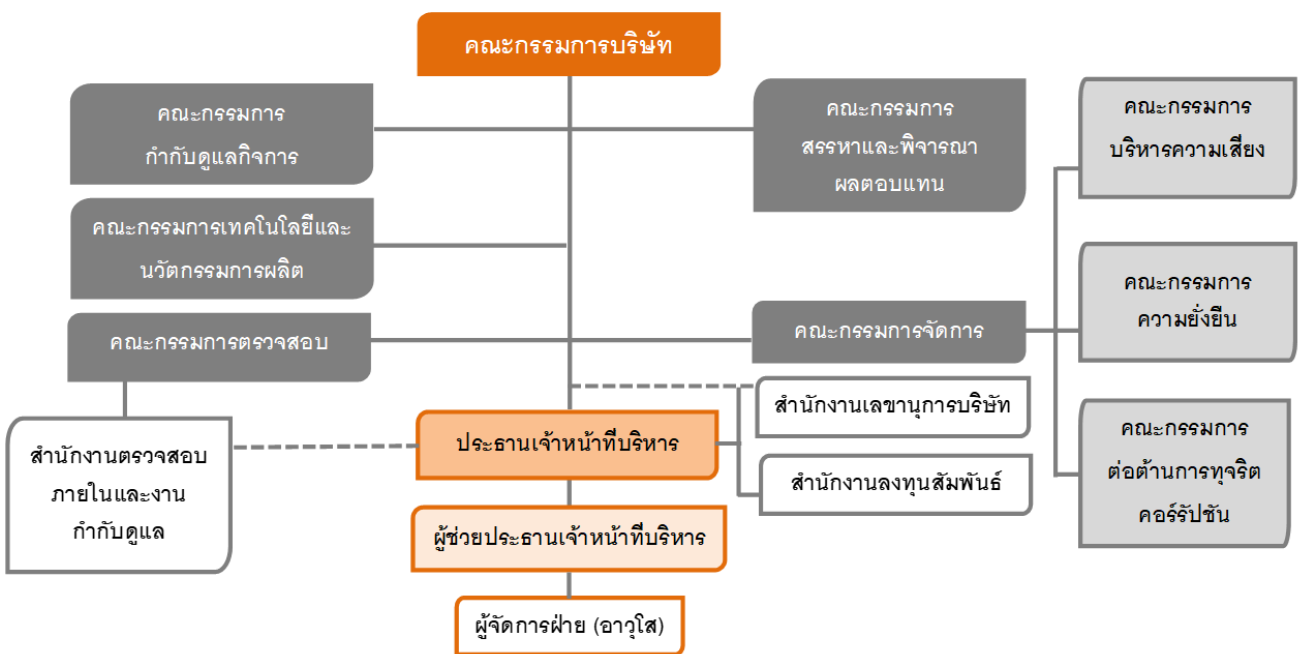 คณะกรรมการบริษัท
คณะกรรมการ
กำกับดูแลกิจการ
คณะกรรมการ
สรรหาและพิจารณา
ผลตอบแทน
คณะกรรมการ
บริหารความเสี่ยง
คณะกรรมการเทคโนโลยีและ
นวัตกรรมการผลิต
คณะกรรมการ
ความยั่งยืน
คณะกรรมการตรวจสอบ
คณะกรรมการจัดการ
สำนักงานเลขานุการบริษัท
คณะกรรมการ
ต่อต้านการทุจริต
คอร์รัปชัน
สำนักงานตรวจสอบ
ภายในและงาน
กำกับดูแล
ประธานเจ้าหน้าที่บริหาร
สำนักงานลงทุนสัมพันธ์
ผู้ช่วยประธานเจ้าหน้าที่บริหาร
ผู้จัดการฝ่าย (อาวุโส)